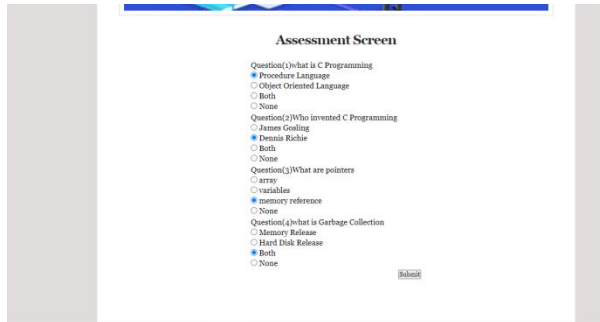 Assessment Screen
Question(1)what is C Programming
Procedure Language
Object Oriented Language
Both
None
Question(2)Who invented C Programming
James Gosling
Dennis Richie
Both
None
Question(3)What are pointers
array
variables
memory reference
None
Question(4)what is Garbage Collection
Memory Release
Hard Disk Release
Both
None
Submit